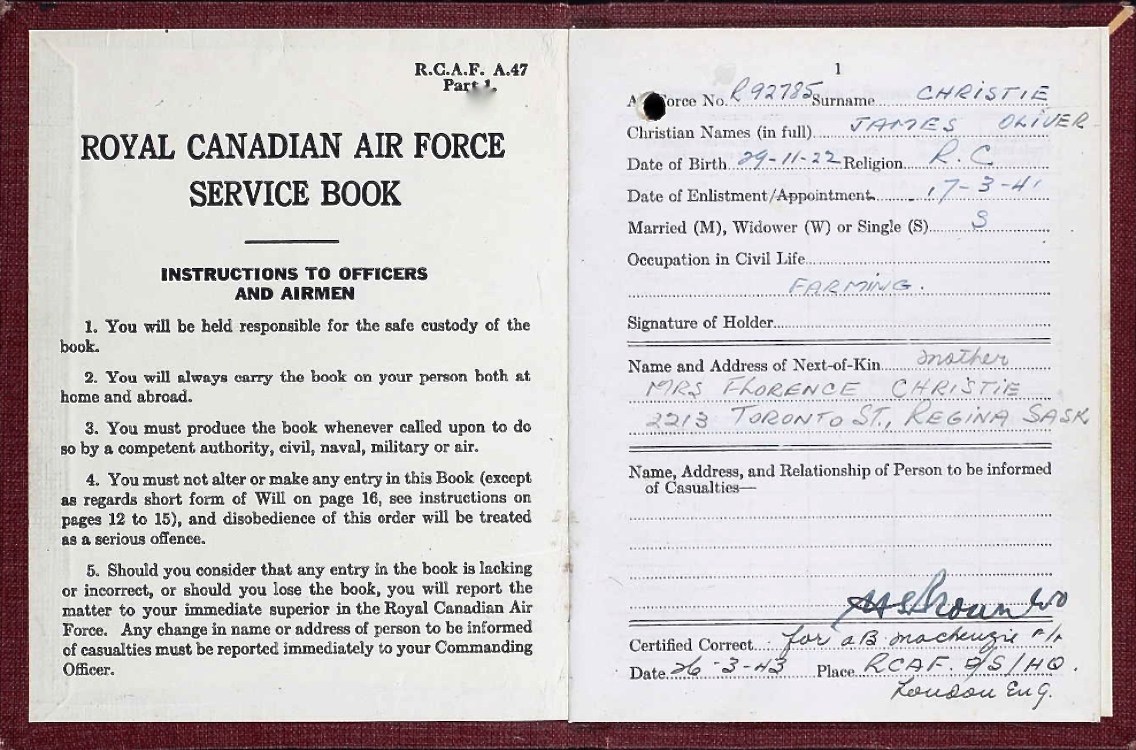 R.C.A.F. A.47
Part 1.
ROYAL CANADIAN AIR FORCE
SERVICE BOOK
INSTRUCTIONS TO OFFICERS
AND AIRMEN
1. You will be held responsible for the safe custody of the
book.
2. You will always carry the book on your person both at
home and abroad.
3. You must produce the book whenever called upon to do
so by a competent authority, civil, naval, military or air.
4. You must not alter or make any entry in this Book (except
as regards short form of Will on page 16, see instructions on
pages 12 to 15), and disobedience of this order will be treated
as a serious offence.
5. Should you consider that any entry in the book is lacking
or incorrect, or should you lose the book, you will report the
matter to your immediate superior in the Royal Canadian Air
Force. Any change in name or address of person to be informed
of casualties must be reported immediately to your Commanding
Officer.
1
A orce No. R92785 Surname CHRISTIE
Christian Names (in full) JAMES OLIVER
Date of Birth 29-11-22 Religion R.C
Date of Enlistment/Appointment 17-3-41
Married (M), Widower (W) or Single (S) S
Occupation in Civil Life
FARMING.
Signature of Holder
Name and Address of Next-of-Kin mother
MRS FLORENCE CHRISTIE
2213 TORONTO ST., REGINA SASK
Name, Address, and Relationship of Person to be informed
of Casualties—
Brown WO
Certified Correct for a B. mackenzie
Date 26-3-43 Place RCAF. O/S/HQ.
London Eng.